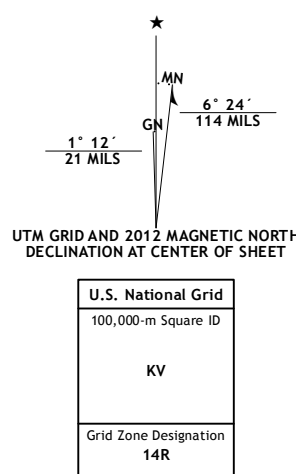 ★
MN
6° 24´
114 MILS
GN
1° 12´
21 MILS
UTM GRID AND 2012 MAGNETIC NORTH
DECLINATION AT CENTER OF SHEET
U.S. National Grid
100,000-m Square ID
KV
Grid Zone Designation
14R